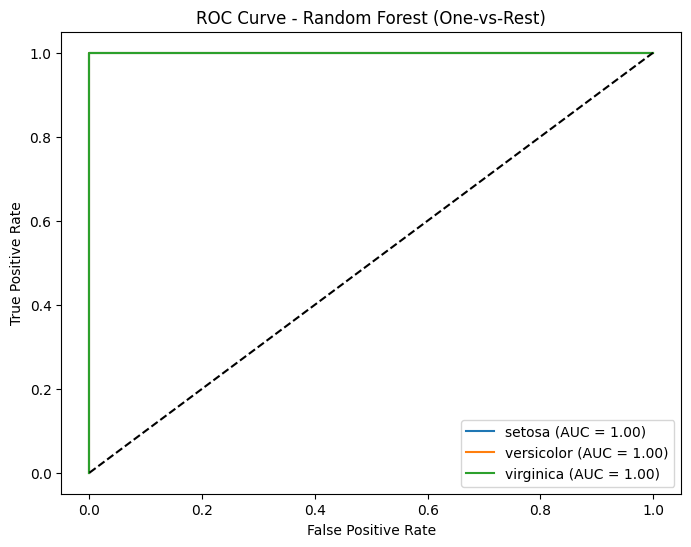 ROC Curve - Random Forest (One-vs-Rest)
True Positive Rate
1.0
0.8
0.6
0.4
0.2
0.0
setosa (AUC = 1.00)
versicolor (AUC = 1.00)
virginica (AUC = 1.00)
0.0 0.2 0.4 0.6 0.8 1.0
False Positive Rate